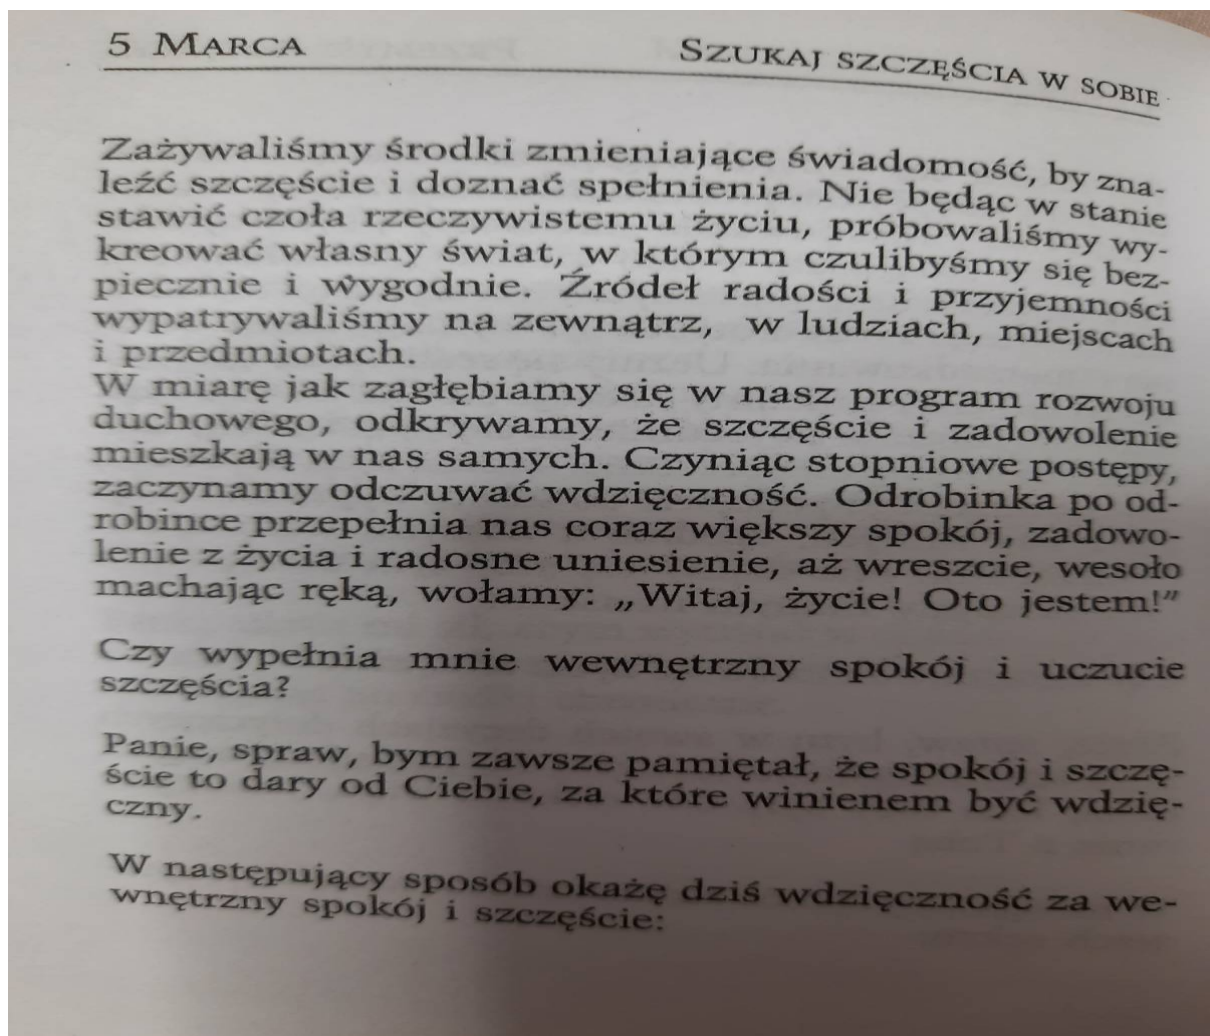 5 MARCA
SZUKAJ SZCZĘŚCIA W SOBIE
Zażywaliśmy środki zmieniające świadomość, by zna-
leźć szczęście i doznać spełnienia. Nie będąc w stanie
stawić czoła rzeczywistemu życiu, próbowaliśmy wy-
kreować własny świat, w którym czulibyśmy się bez-
piecznie i wygodnie. Źródeł radości i przyjemności
wypatrywaliśmy na zewnątrz, w ludziach, miejscach
i przedmiotach.
W miarę jak zagłębiamy się w nasz program rozwoju
duchowego, odkrywamy, że szczęście i zadowolenie
mieszkają w nas samych. Czyniąc stopniowe postępy,
zaczynamy odczuwać wdzięczność. Odrobinka po od-
robince przepełnia nas coraz większy spokój, zadowo-
lenie z życia i radosne uniesienie, aż wreszcie, wesoło
machając ręką, wołamy: „Witaj, życie! Oto jestem!”
Czy wypełnia mnie wewnętrzny spokój i uczucie
szczęścia?
Panie, spraw, bym zawsze pamiętał, że spokój i szczę-
ście to dary od Ciebie, za które winienem być wdzię-
czny.
W następujący sposób okażę dziś wdzięczność za we-
wnętrzny spokój i szczęście: